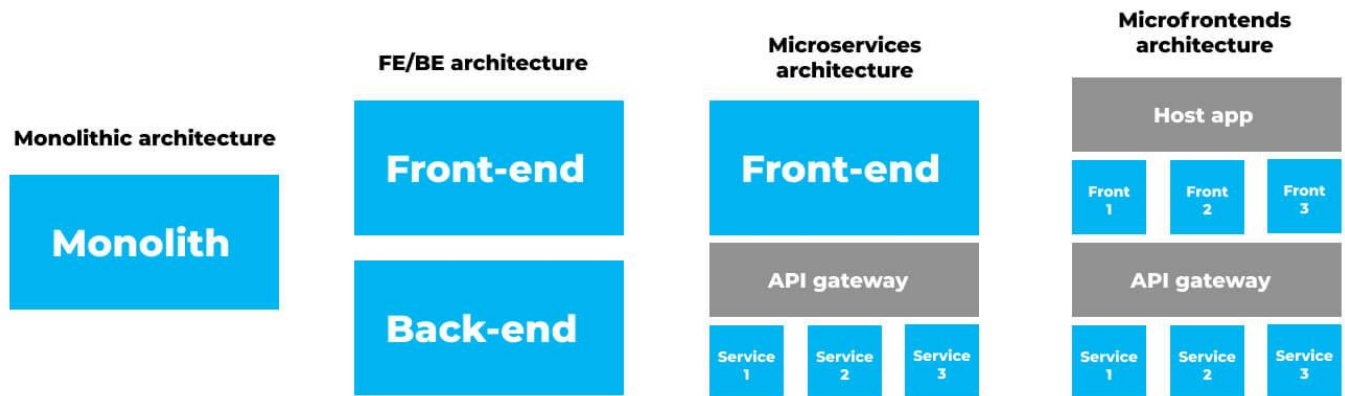 Monolithic architecture
Monolith
FE/BE architecture
Front-end
Back-end
Microservices
architecture
Front-end
API gateway
Service
1
Service
2
Service
3
Microfrontends
architecture
Host app
Front
1
Front
2
Front
3
API gateway
Service
1
Service
2
Service
3